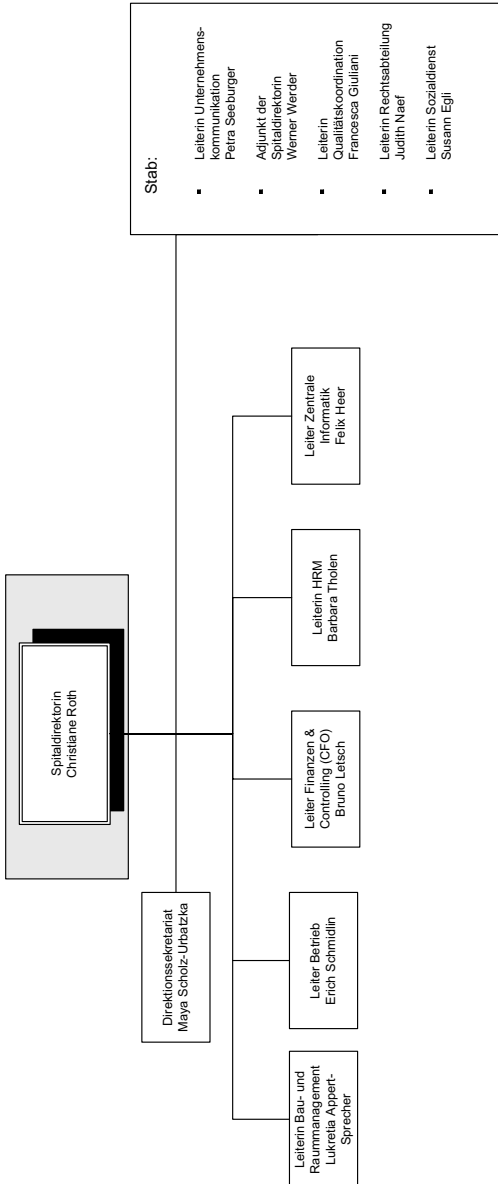 Spitaldirektorin
Christiane Roth
Direktionssekretariat
Maya Scholz-Urbatzka
Stab:
▪ Leiterin Unternehmens-
kommunikation
Petra Seeburger
▪ Adjunkt der
Spitaldirektorin
Werner Werder
▪ Leiterin
Qualitätskoordination
Francesca Giuliani
▪ Leiterin Rechtsabteilung
Judith Naef
▪ Leiterin Sozialdienst
Susann Egli
Leiterin Bau- und
Raummanagement
Lukretia Appert-
Sprecher
Leiter Betrieb
Erich Schmidlin
Leiter Finanzen &
Controlling (CFO)
Bruno Letsch
Leiterin HRM
Barbara Tholen
Leiter Zentrale
Informatik
Felix Heer